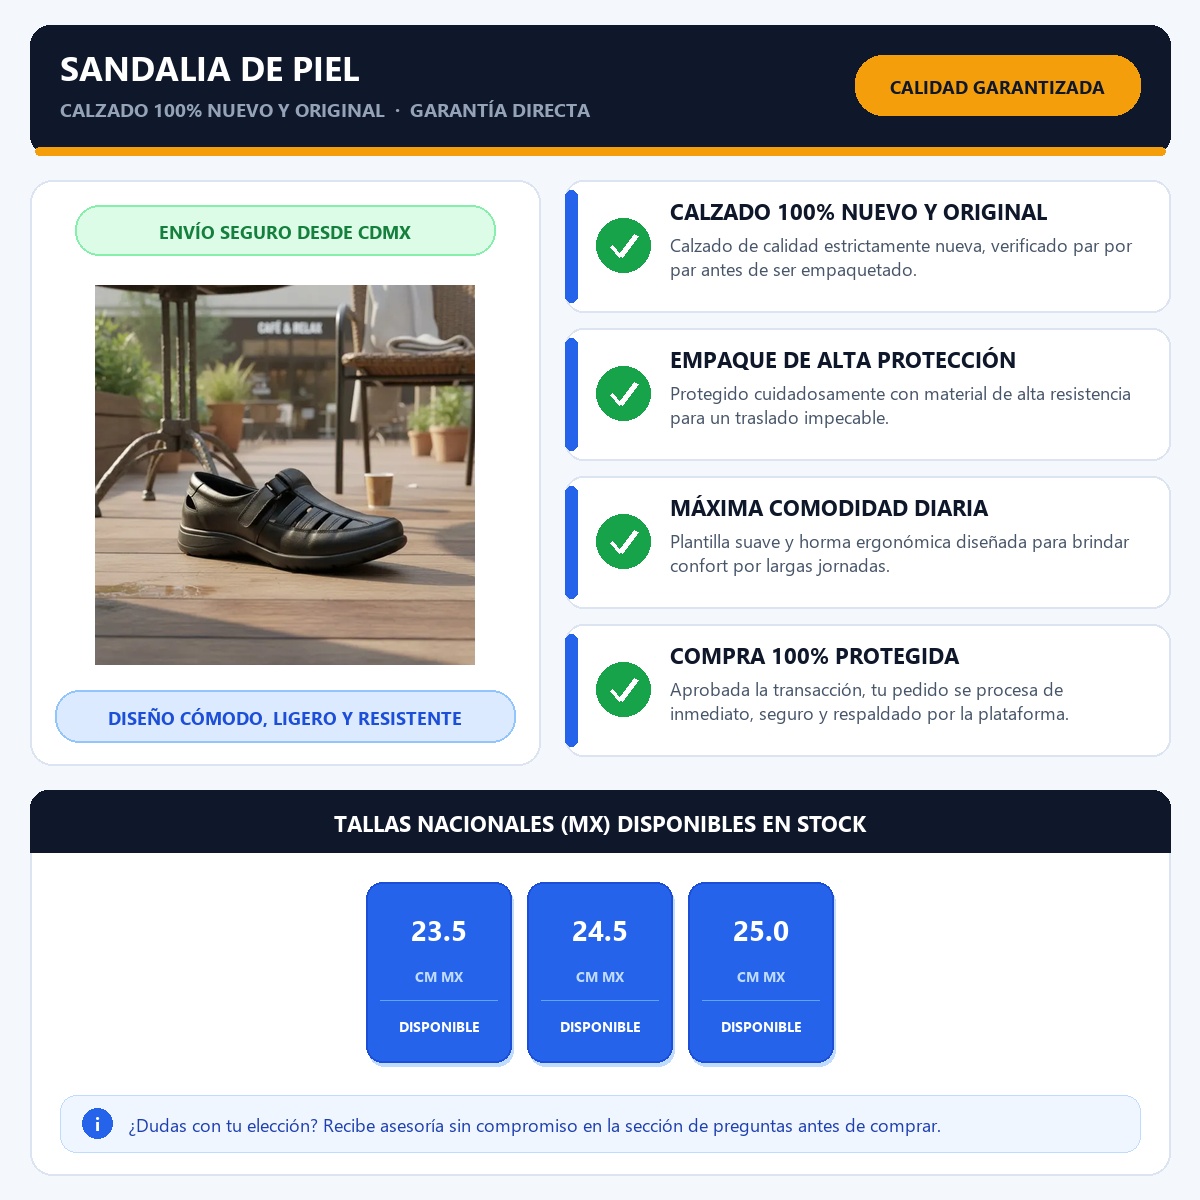 SANDALIA DE PIEL
CALZADO 100% NUEVO Y ORIGINAL · GARANTÍA DIRECTA
CALIDAD GARANTIZADA
ENVÍO SEGURO DESDE CDMX
CAFÉ & RELAX
DISEÑO CÓMODO, LIGERO Y RESISTENTE
CALZADO 100% NUEVO Y ORIGINAL
Calzado de calidad estrictamente nueva, verificado par por
par antes de ser empaquetado.
EMPAQUE DE ALTA PROTECCIÓN
Protegido cuidadosamente con material de alta resistencia
para un traslado impecable.
MÁXIMA COMODIDAD DIARIA
Plantilla suave y horma ergonómica diseñada para brindar
confort por largas jornadas.
COMPRA 100% PROTEGIDA
Aprobada la transacción, tu pedido se procesa de
inmediato, seguro y respaldado por la plataforma.
TALLAS NACIONALES (MX) DISPONIBLES EN STOCK
23.5
CM MX
DISPONIBLE
24.5
CM MX
DISPONIBLE
25.0
CM MX
DISPONIBLE
¿Dudas con tu elección? Recibe asesoría sin compromiso en la sección de preguntas antes de comprar.